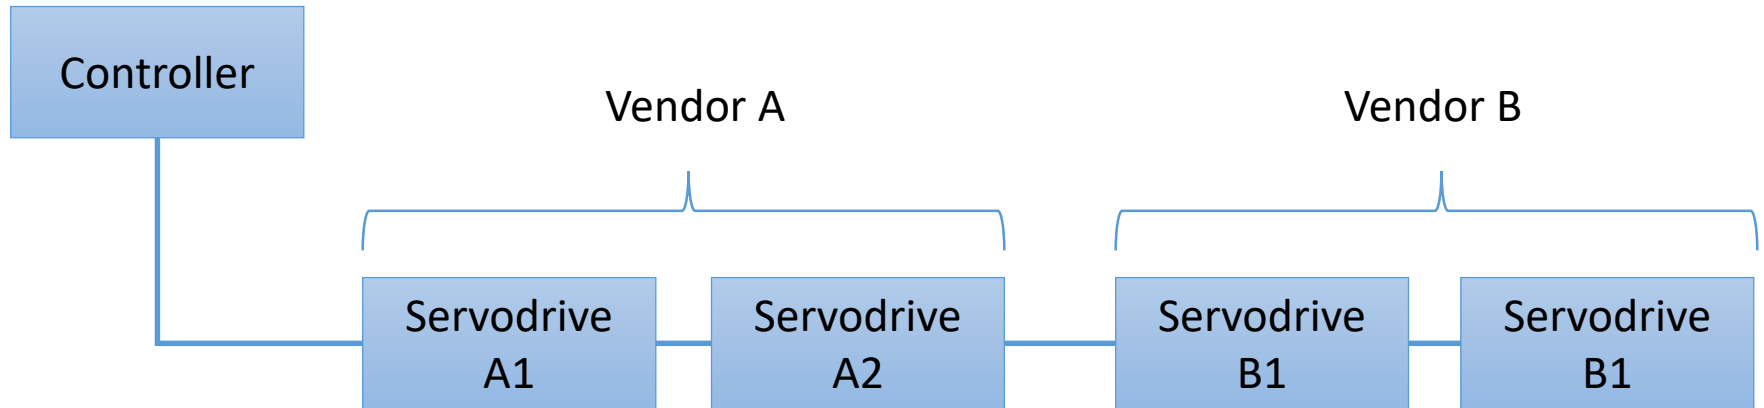 Controller
Vendor A
Vendor B
Servodrive
A1
Servodrive
A2
Servodrive
B1
Servodrive
B1